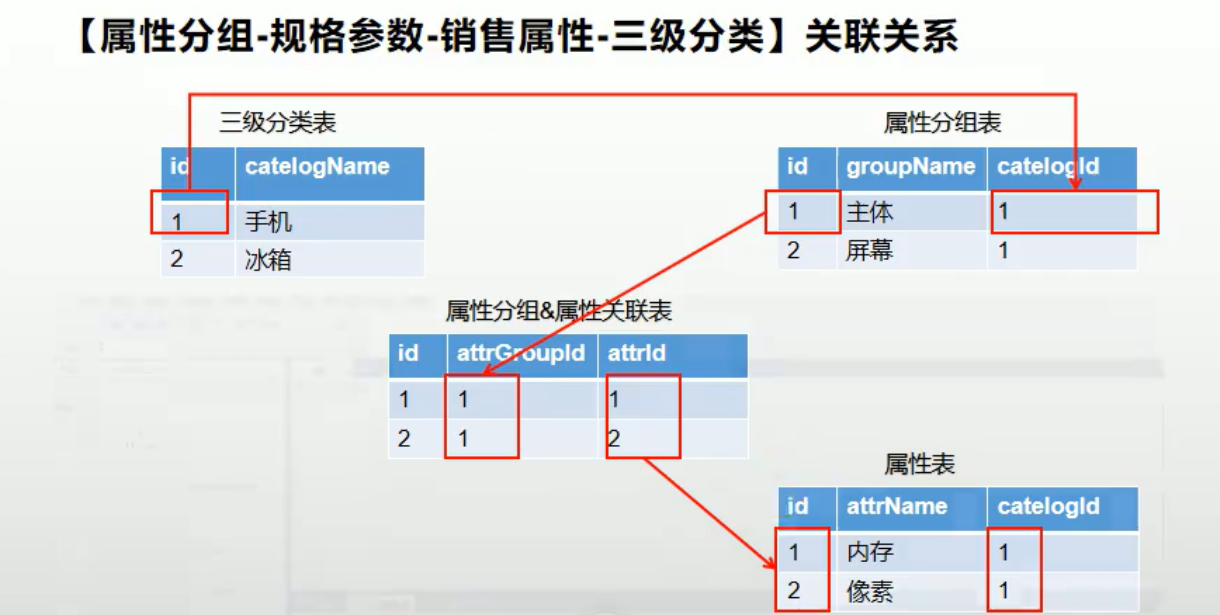 【属性分组-规格参数-销售属性-三级分类】关联关系
三级分类表
id catelogName
1 手机
2 冰箱
属性分组表
id groupName catelogId
1 主体 1
2 屏幕 1
属性分组&属性关联表
id attrGroupId attrId
1 1 1
2 1 2
属性表
id attrName catelogId
1 内存 1
2 像素 1